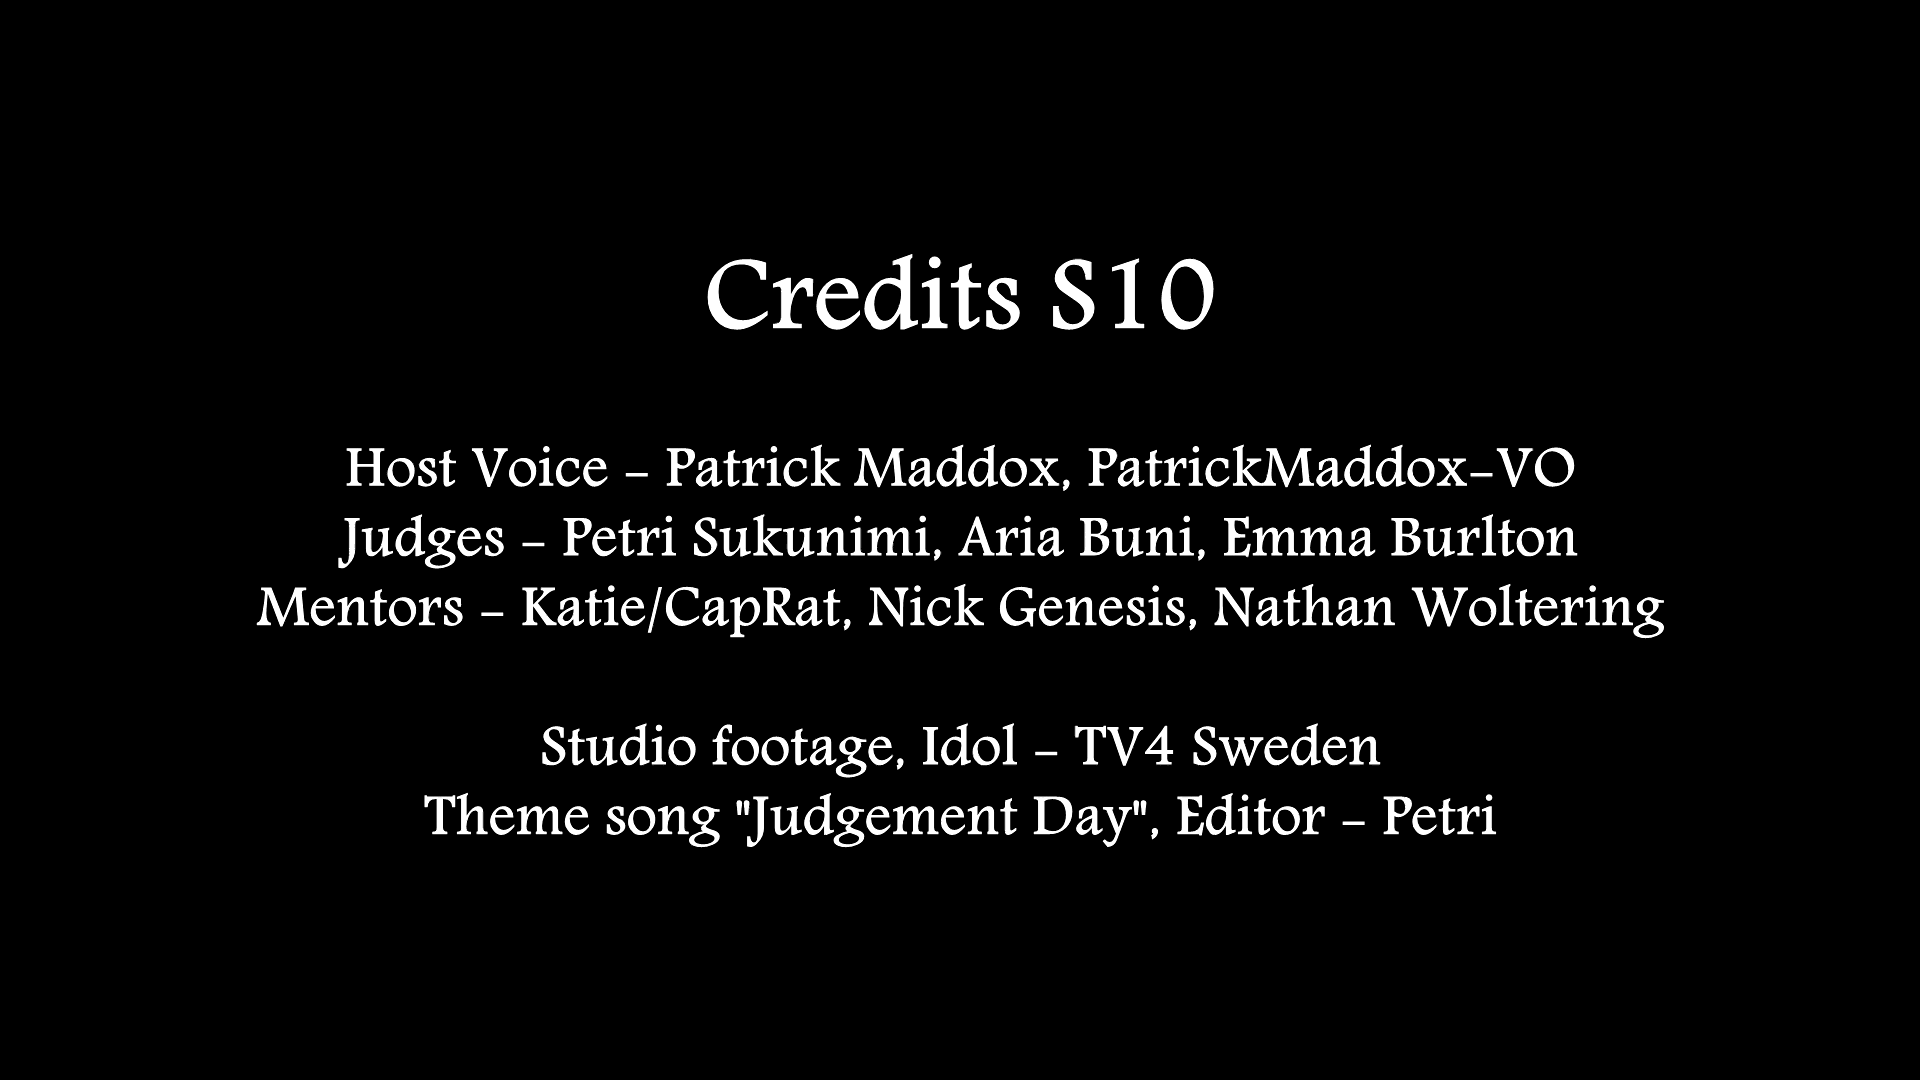 Credits S10
Host Voice - Patrick Maddox, PatrickMaddox-VO
Judges - Petri Sukunimi, Aria Buni, Emma Burlton
Mentors - Katie/CapRat, Nick Genesis, Nathan Woltering
Studio footage, Idol - TV4 Sweden
Theme song "Judgement Day", Editor - Petri